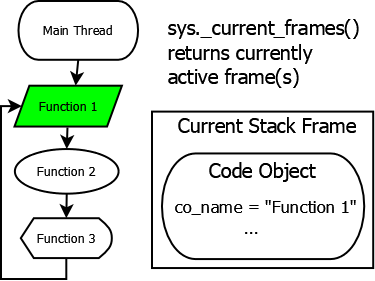 Main Thread
Function 1
Function 2
Function 3
sys._current_frames()
returns currently
active frame(s)
Current Stack Frame
Code Object
co_name = "Function 1"
...